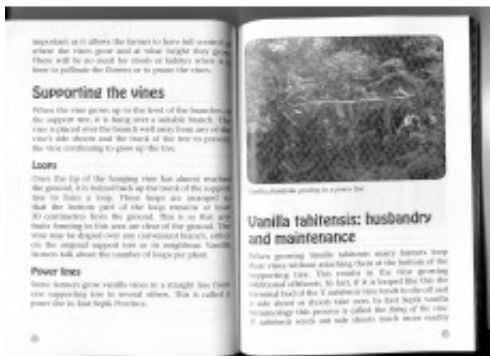 important as it allows the farmer to have full control
where the vines grow and at what height they grow.
There will be no need for stools or ladders when it is
time to pollinate the flowers or to prune the vines.
Supporting the vines
When the vine grows up to the level of the branches
the support tree, it is hung over a suitable branch. The
vine is placed over the branch well away from any of the
vine's side shoots and the trunk of the tree to prevent
the vine continuing to grow up the tree.
Loops
Once the tip of the hanging vine has almost reached
the ground, it is trained back up the trunk of the support
tree to form a loop. These loops are arranged so
that the bottom part of the loop remains at least
30 centimetres from the ground. This is so that any
roots forming in this area are clear of the ground. The
vine may be draped over any convenient branch, either
on the original support tree or its neighbour. Vanilla
farmers talk about the number of loops per plant.
Power lines
Some farmers grow vanilla vines in a straight line from
one supporting tree to several others. This is called a
power line in East Sepik Province.
Vanilla growing in a power line
Vanilla tahitensis: husbandry
and maintenance
When growing Vanilla tahitensis many farmers loop
their vines without attaching them at the bottom of the
supporting tree. This results in the vine growing
additional offshoots. In fact, if it is looped like this the
terminal bud of the V. tahitensis vine tends to die off and
a side shoot or shoots take over. In East Sepik vanilla
terminology this process is called the of the vine.
V. tahitensis sends out side shoots much more readily